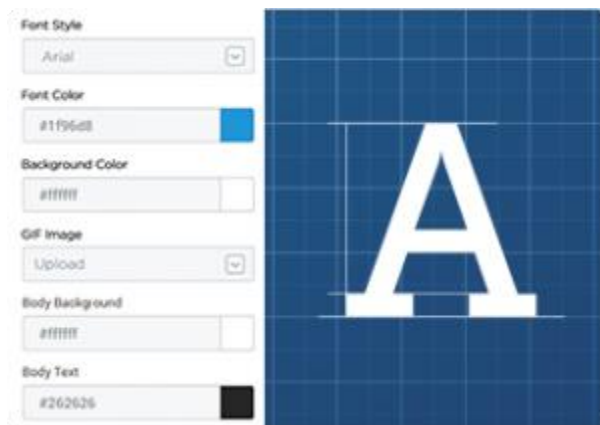 Font Style
Arial
Font Color
#1f96d8
Background Color
#ffffff
GIF Image
Upload
Body Background
#ffffff
Body Text
#262626
A